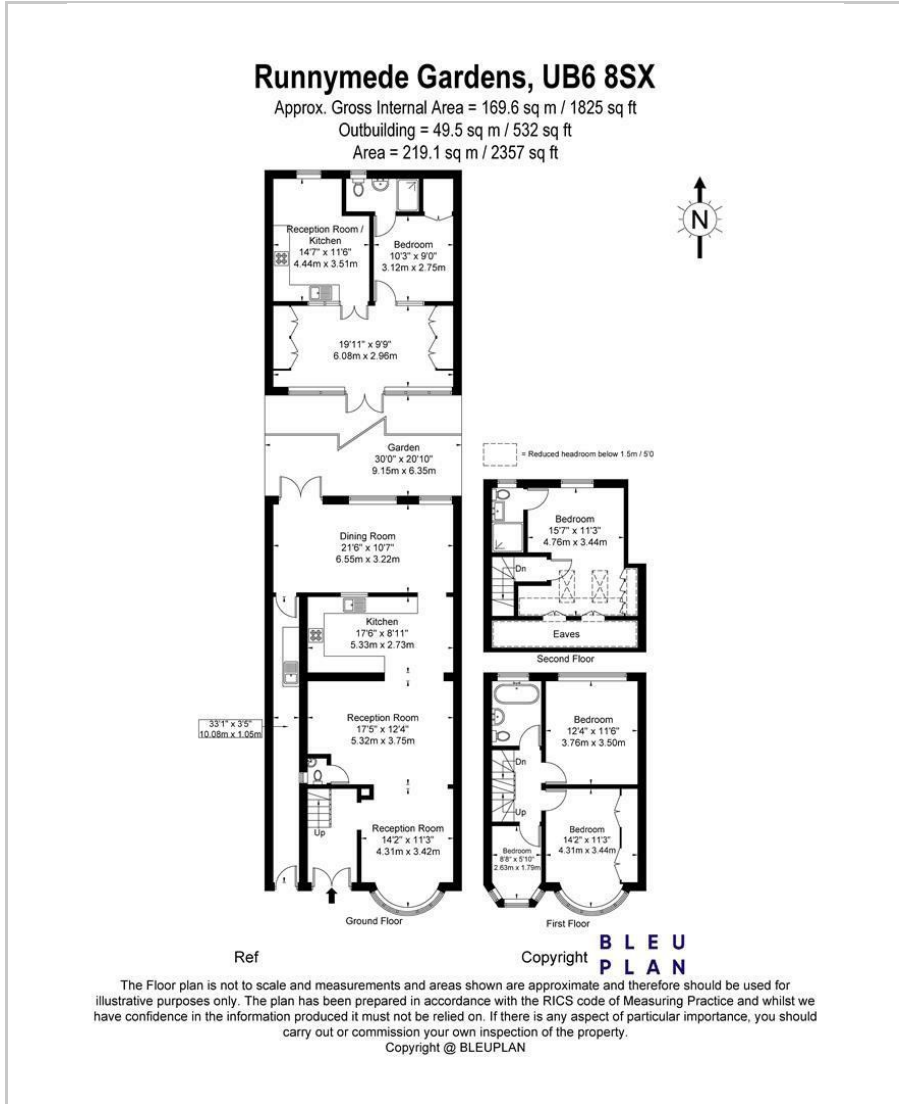 Runnymede Gardens, UB6 8SX
Approx. Gross Internal Area = 169.6 sq m / 1825 sq ft
Outbuilding = 49.5 sq m / 532 sq ft
Area = 219.1 sq m / 2357 sq ft
N
Reception Room /
Kitchen
14'7" x 11'6"
4.44m x 3.51m
Bedroom
10'3" x 9'0"
3.12m x 2.75m
19'11" x 9'9"
6.08m x 2.96m
Garden
30'0" x 20'10"
9.15m x 6.35m
= Reduced headroom below 1.5m / 5'0
Dining Room
21'6" x 10'7"
6.55m x 3.22m
Kitchen
17'6" x 8'11"
5.33m x 2.73m
33'1" x 3'5"
10.08m x 1.05m
Reception Room
17'5" x 12'4"
5.32m x 3.75m
Up
Reception Room
14'2" x 11'3"
4.31m x 3.42m
Ground Floor
Bedroom
15'7" x 11'3"
4.76m x 3.44m
Dn
Eaves
Second Floor
Bedroom
12'4" x 11'6"
3.76m x 3.50m
Dn
Up
Bedroom
14'2" x 11'3"
4.31m x 3.44m
Bedroom
8'8" x 5'10"
2.63m x 1.79m
First Floor
Ref
Copyright
BLEU
PLAN
The Floor plan is not to scale and measurements and areas shown are approximate and therefore should be used for
illustrative purposes only. The plan has been prepared in accordance with the RICS code of Measuring Practice and whilst we
have confidence in the information produced it must not be relied on. If there is any aspect of particular importance, you should
carry out or commission your own inspection of the property.
Copyright @ BLEUPLAN